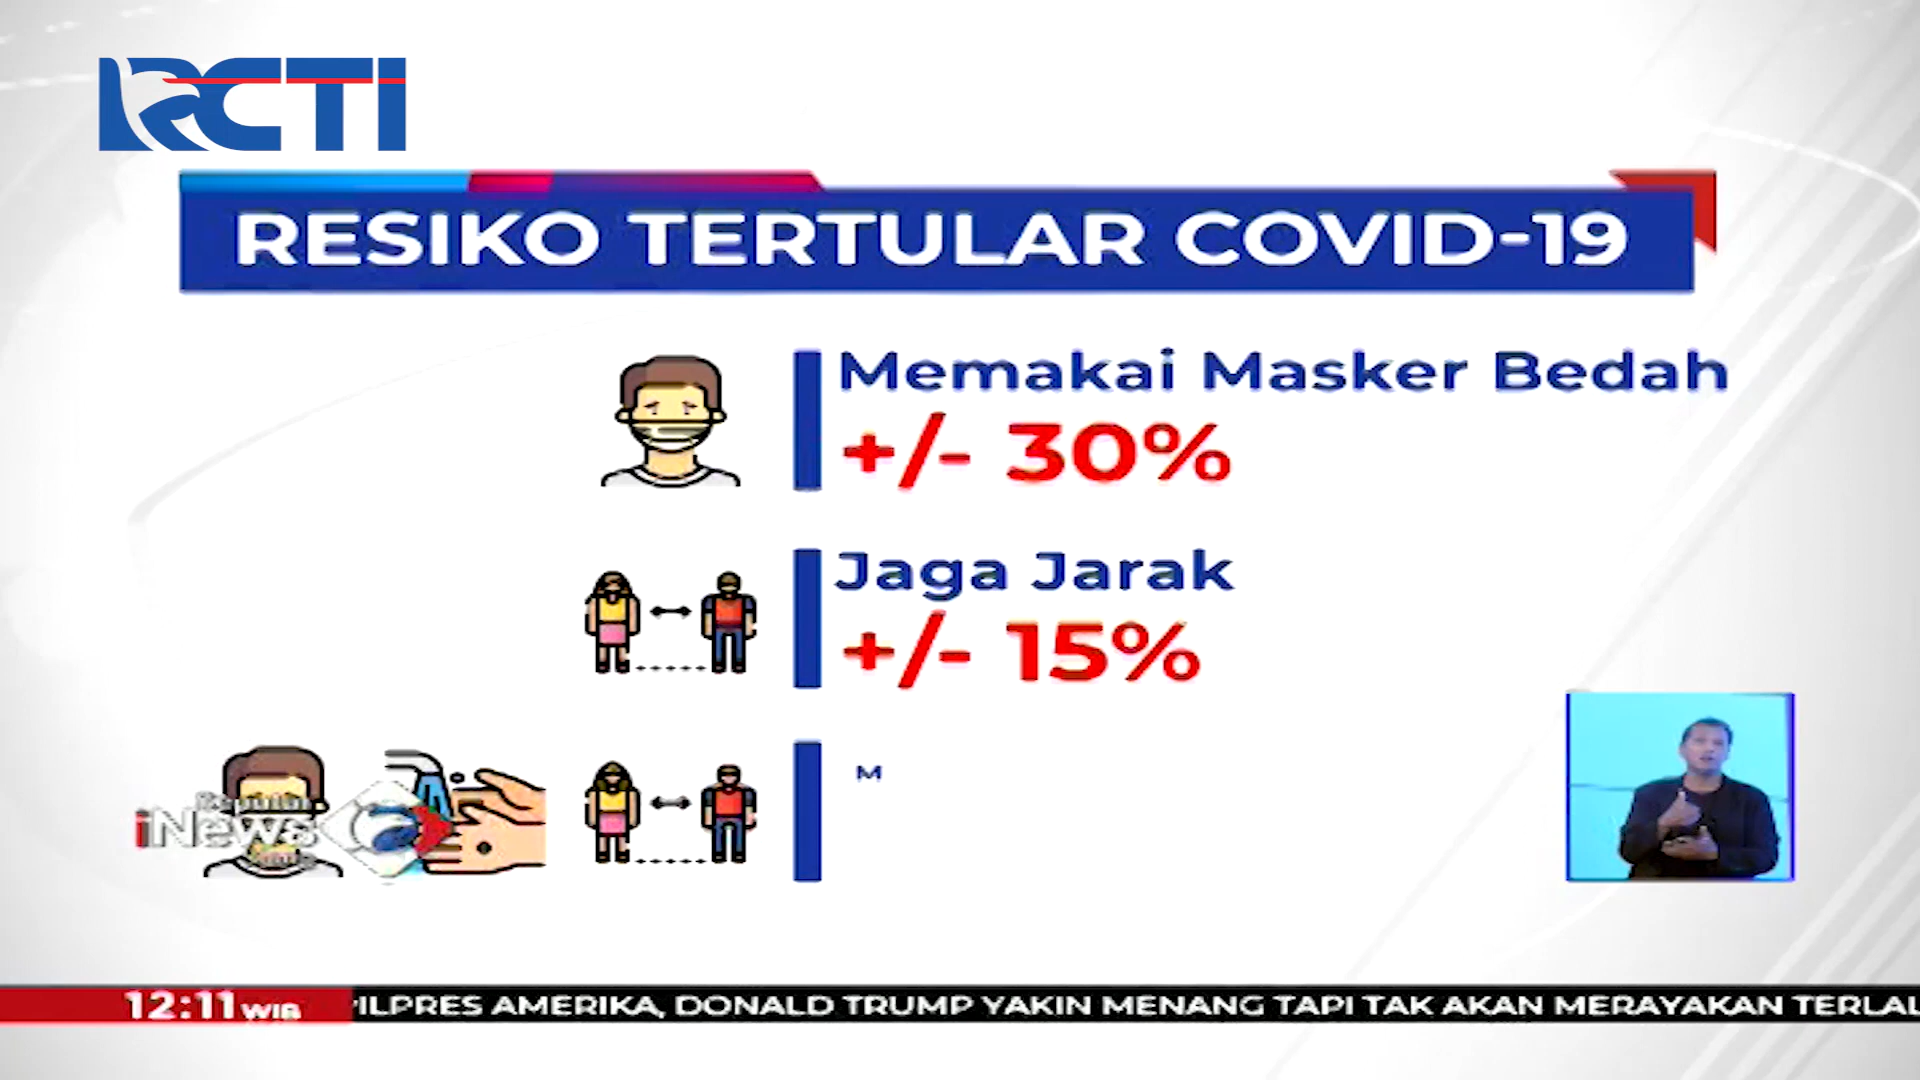 RCTI
RESIKO TERTULAR COVID-19
Memakai Masker Bedah
+/- 30%
Jaga Jarak
+/- 15%
M
Seputar
iNews
12:11 WIB
PILPRES AMERIKA, DONALD TRUMP YAKIN MENANG TAPI TAK AKAN MERAYAKAN TERLAL